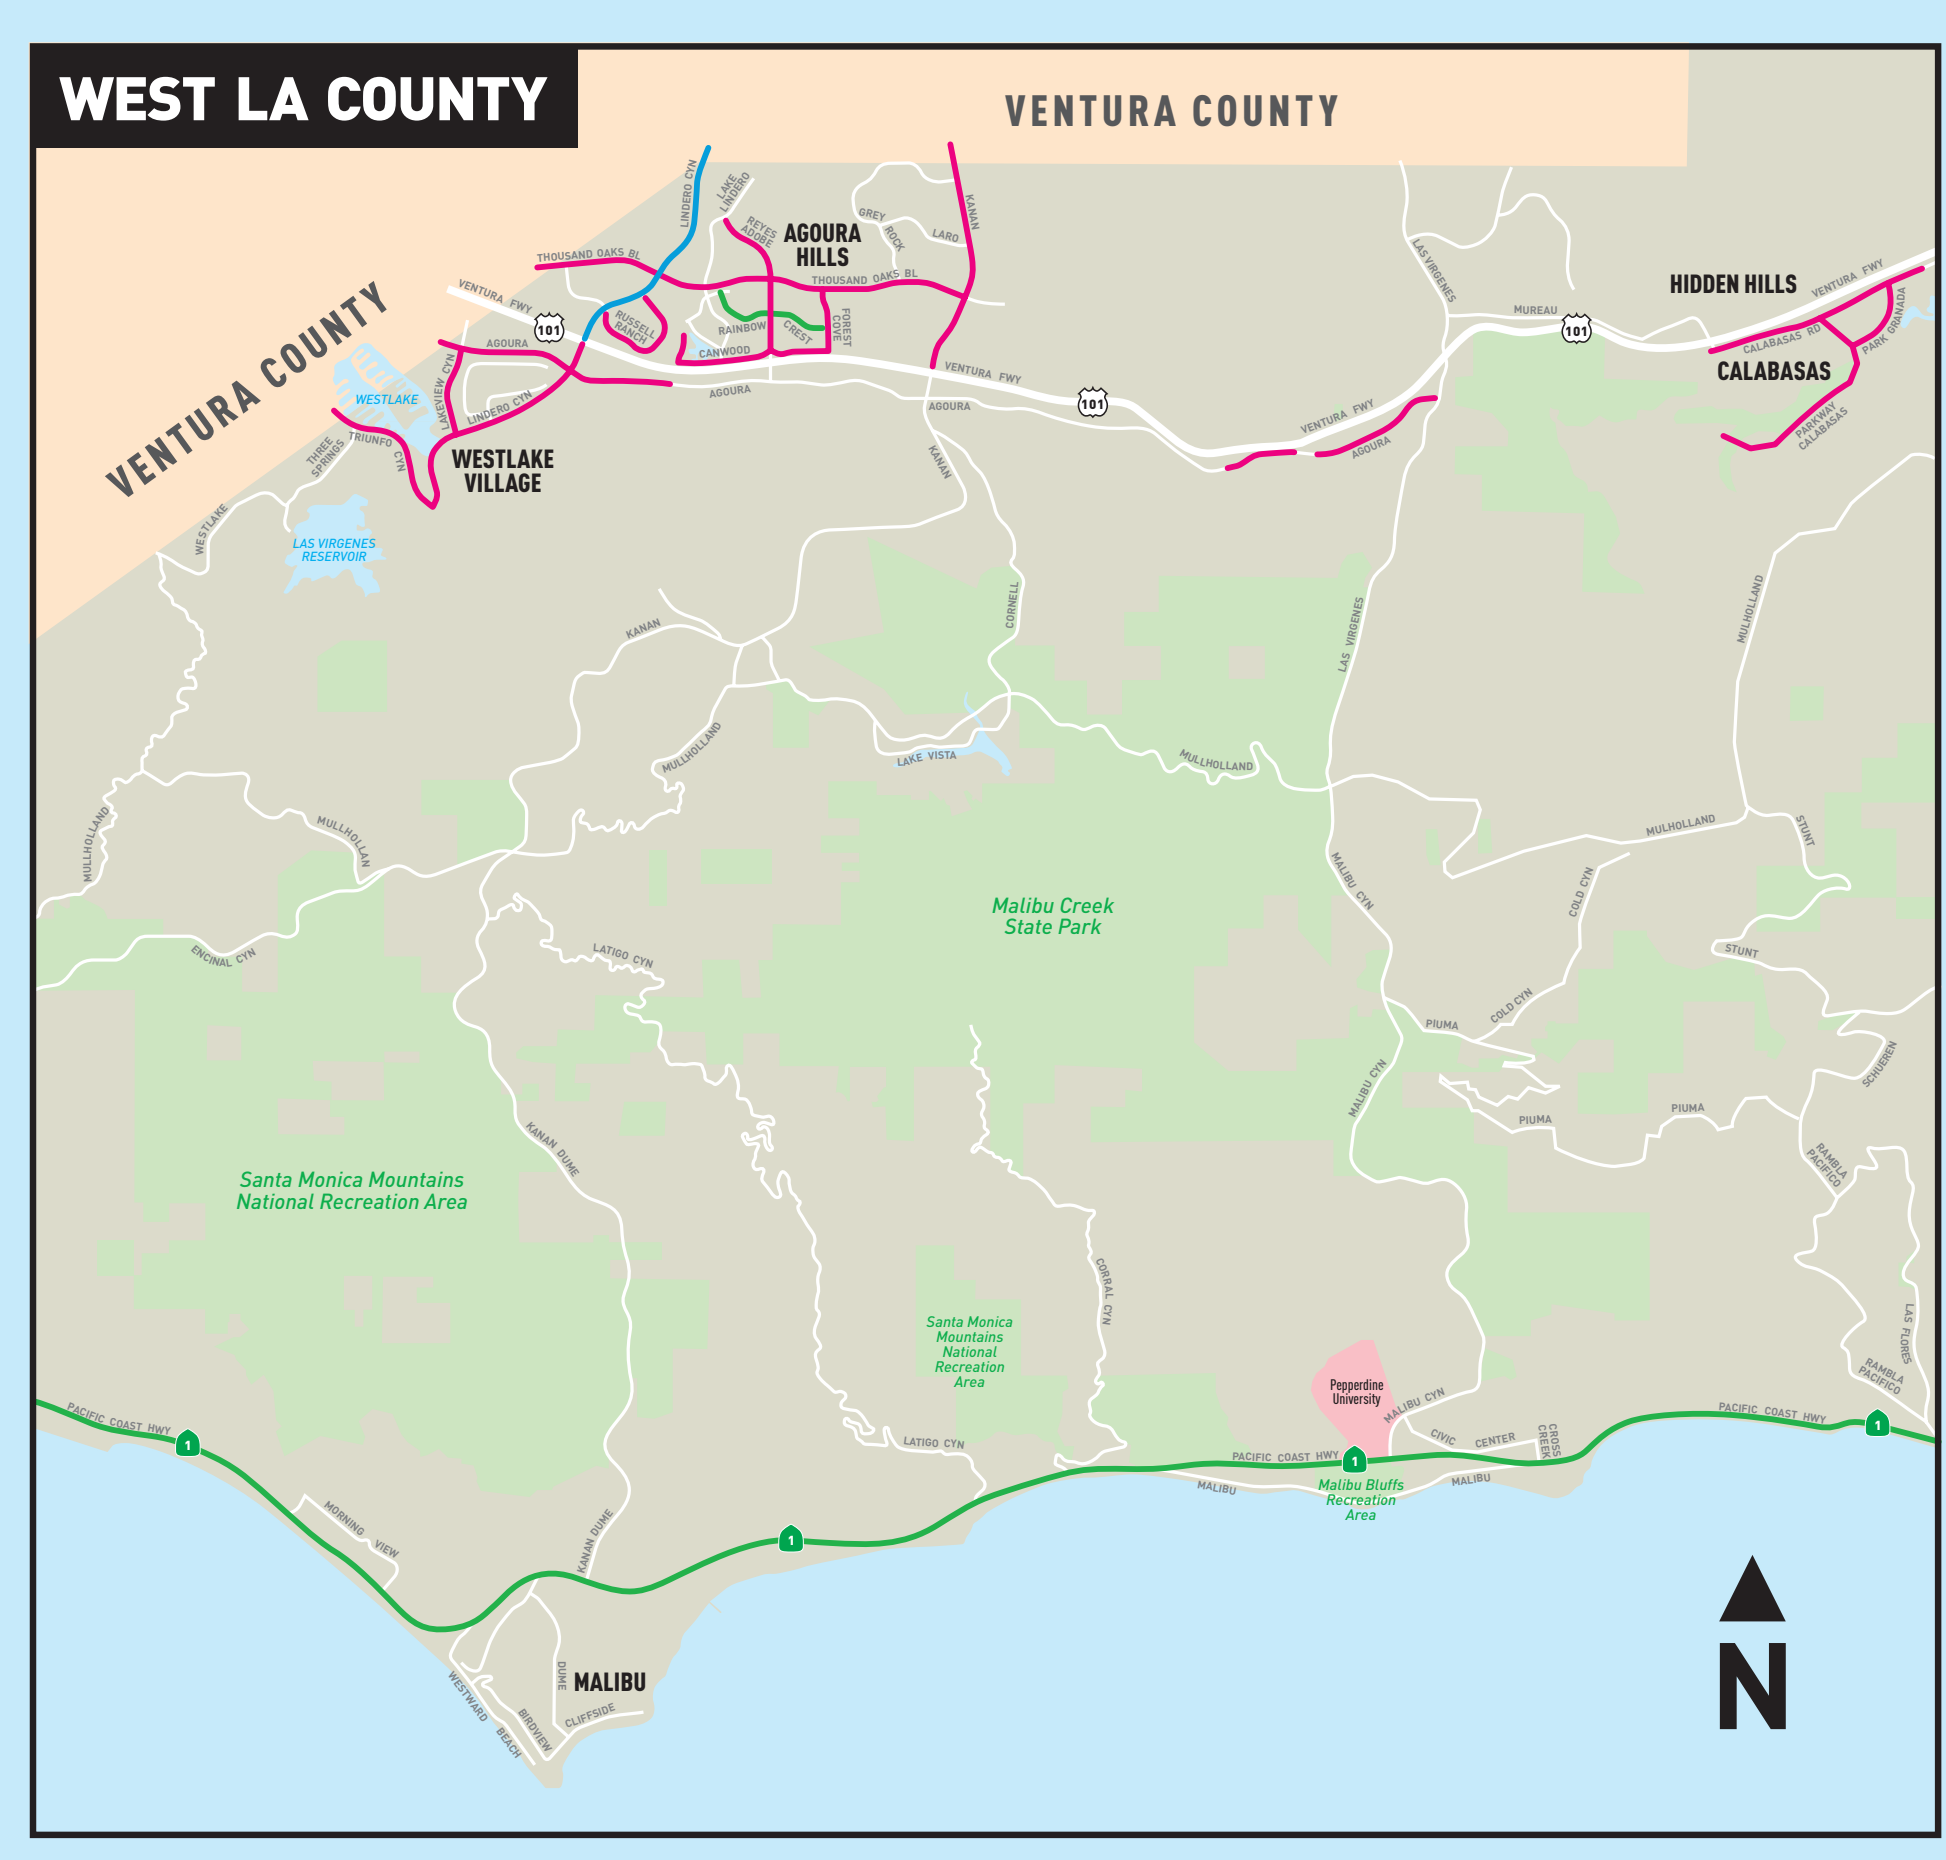 WEST LA COUNTY
VENTURA COUNTY
VENTURA COUNTY
LINDERO CYN
LAKE
LINDERO
REYES
ADOBE
AGOURA
HILLS
GREY
ROCK
LARO
KANAN
THOUSAND OAKS BL
THOUSAND OAKS BL
LAS VIRGENES
HIDDEN HILLS
VENTURA FWY
VENTURA FWY
101
RUSSELL
RANCH
RAINBOW
CREST
FOREST
COVE
CANWOOD
MUREAU
101
CALABASAS RD
PARK GRANADA
CALABASAS
AGOURA
LAKEVIEW CYN
LINDERO CYN
WESTLAKE
AGOURA
VENTURA FWY
AGOURA
101
VENTURA FWY
AGOURA
PARKWAY
CALABASAS
TRIUNFO CYN
THREE
SPRINGS
WESTLAKE
VILLAGE
KANAN
WESTLAKE
LAS VIRGENES
RESERVOIR
CORNELL
KANAN
LAS VIRGENES
MULHOLLAND
MULLHOLLAND
LAKE VISTA
MULLHOLLAND
MULLHOLLAND
MULLHOLLAN
MULHOLLAND
STUNT
MALIBU CYN
COLD CYN
Malibu Creek
State Park
ENCINAL CYN
LATIGO CYN
STUNT
COLD CYN
PIUMA
SCHUEREN
MALIBU CYN
PIUMA
PIUMA
KANAN DUME
RAMBLA
PACIFICO
Santa Monica Mountains
National Recreation Area
CORRAL CYN
Santa Monica
Mountains
National
Recreation
Area
LAS FLORES
RAMBLA
PACIFICO
Pepperdine
University
MALIBU CYN
PACIFIC COAST HWY
1
CIVIC
CENTER
CROSS
CREEK
PACIFIC COAST HWY
1
LATIGO CYN
PACIFIC COAST HWY
1
MALIBU
MALIBU
Malibu Bluffs
Recreation
Area
MORNING VIEW
KANAN DUME
1
DUME
MALIBU
WESTWARD BEACH
BIRDVIEW
CLIFFSIDE
N